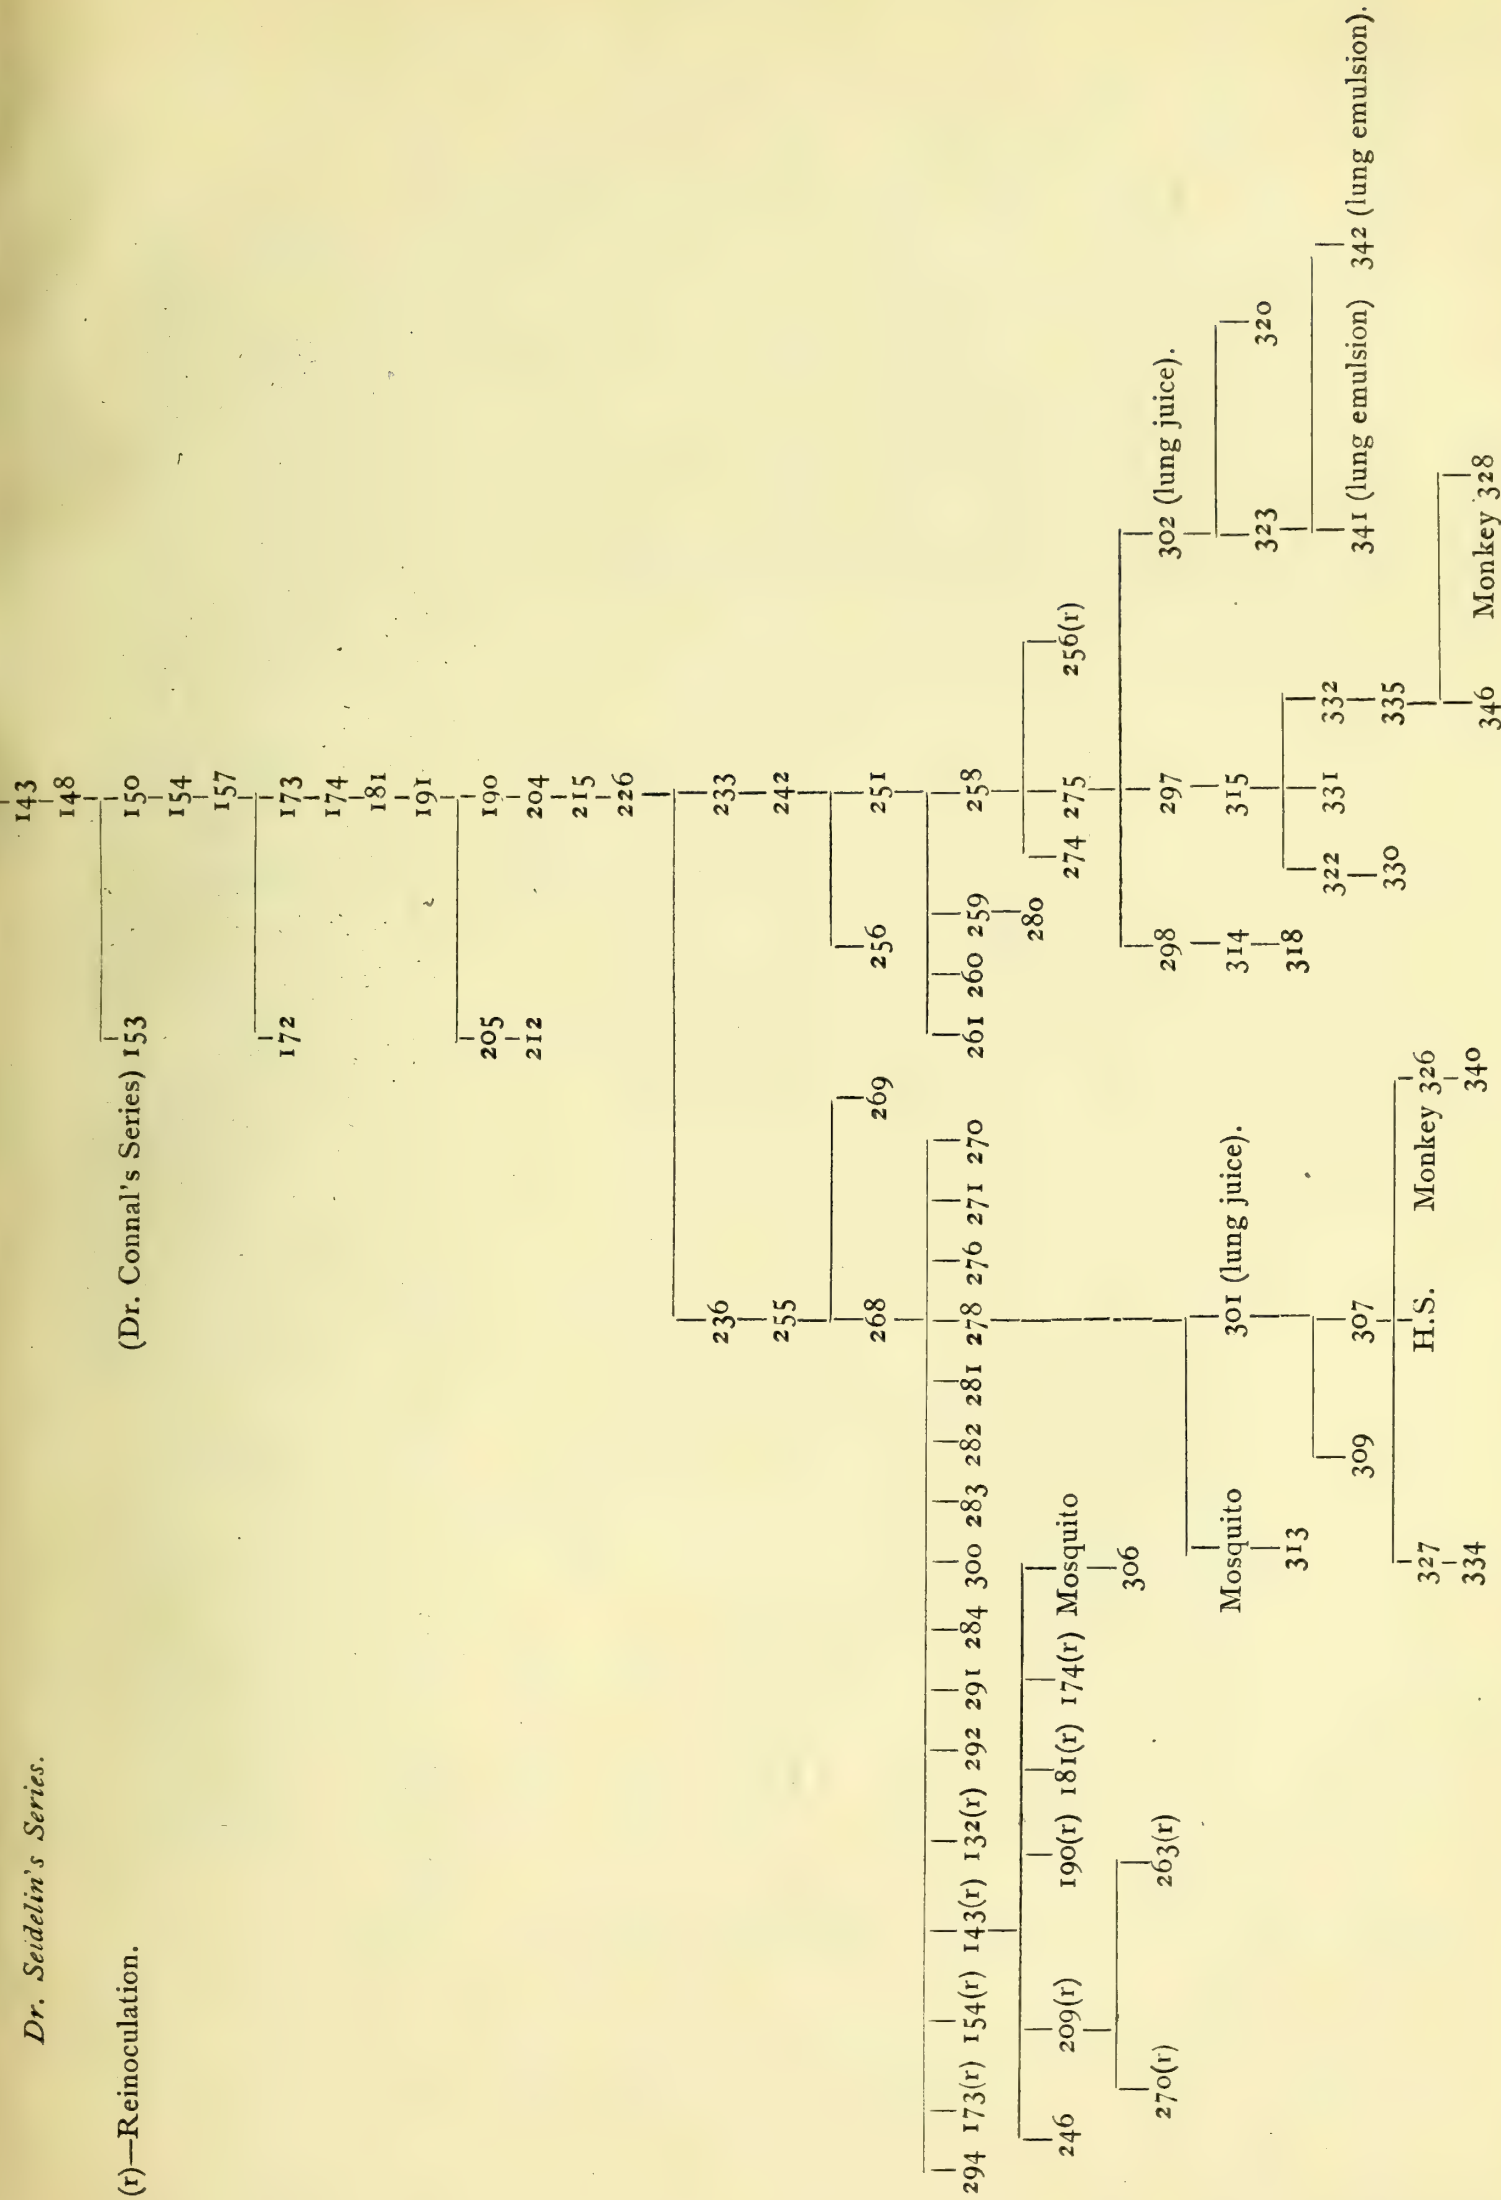 Dr. Seidelin's Series. 143
148
(r)—Reinoculation. (Dr. Connal's Series) 153 150
154
157
172 173
174
181
191
205 190
212 204
215
226
236 233
255 242
268 269 256 251
294 173(r) 154(r) 143(r) 132(r) 292 291 284 300 283 282 281 278 276 271 270 261 260 259 258
280
246 209(r) 190(r) 181(r) 174(r) Mosquito 274 275 256(r)
306
270(r) 263(r) 298 297 302 (lung juice).
Mosquito 301 (lung juice). 314 315
323 320
313 318
322 331 332
309 307 341 (lung emulsion) 342 (lung emulsion).
330 335
327 H.S. Monkey 326
334 340
346 Monkey 328